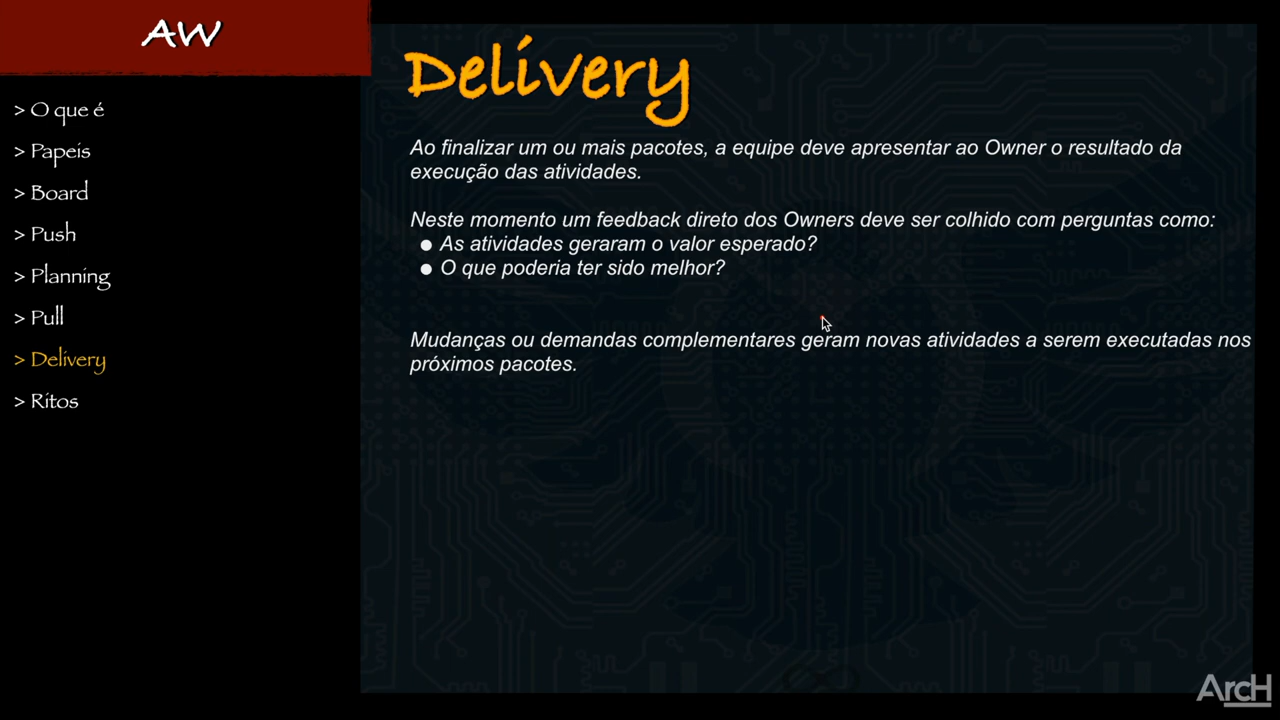 AW
> O que é
> Papeis
> Board
> Push
> Planning
> Pull
> Delivery
> Ritos
Delivery
Ao finalizar um ou mais pacotes, a equipe deve apresentar ao Owner o resultado da
execução das atividades.
Neste momento um feedback direto dos Owners deve ser colhido com perguntas como:
● As atividades geraram o valor esperado?
● O que poderia ter sido melhor?
Mudanças ou demandas complementares geram novas atividades a serem executadas nos
próximos pacotes.
ArcH